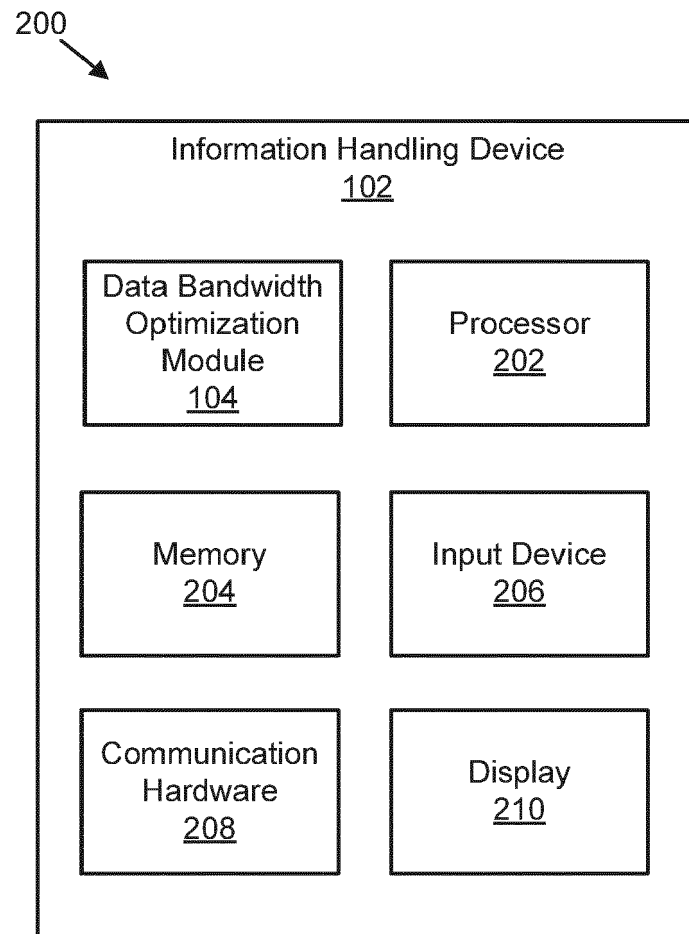 200
Information Handling Device
102
Data Bandwidth
Optimization
Module
104
Processor
202
Memory
204
Input Device
206
Communication
Hardware
208
Display
210